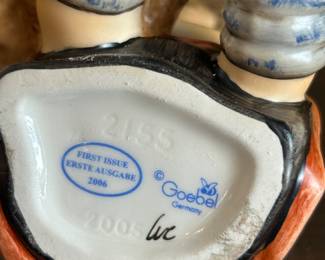 2155
FIRST ISSUE
ERSTE AUSGABE
2006
© Goebel
Germany
2005